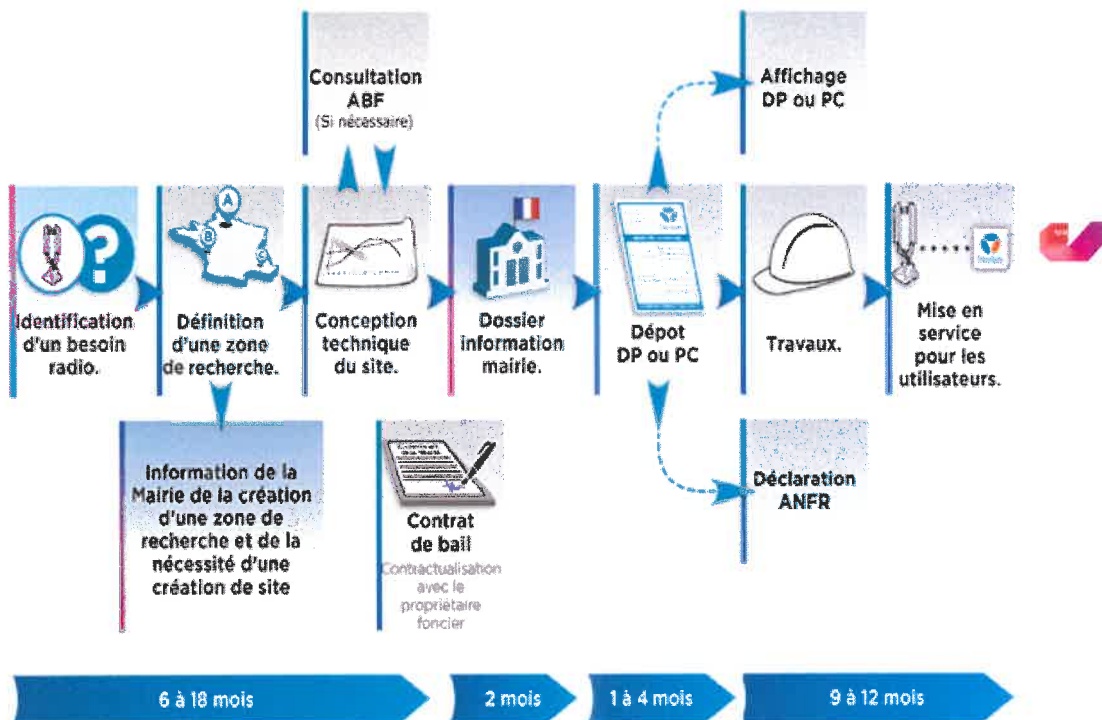 Consultation
ABF
(Si nécessaire)
Affichage
DP ou PC
A
B
C
Identification
d'un besoin
radio.
Définition
d'une zone
de recherche.
Conception
technique
du site.
Dossier
information
mairie.
Dépot
DP ou PC
Travaux.
Mise en
service
pour les
utilisateurs.
Information de la
Mairie de la création
d'une zone de
recherche et de la
nécessité d'une
création de site
Contrat
de bail
Contractualisation
avec le
propriétaire
foncier
Déclaration
ANFR
6 à 18 mois
2 mois
1 à 4 mois
9 à 12 mois